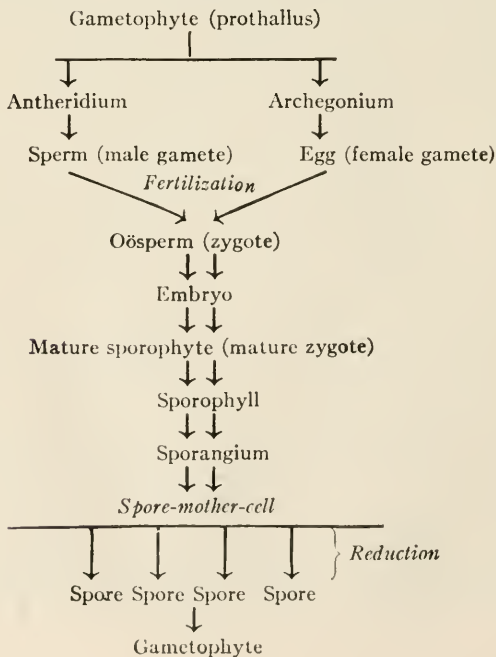 Gametophyte (prothallus)
Antheridium Archegonium
Sperm (male gamete) Egg (female gamete)
Fertilization
Oösperm (zygote)
Embryo
Mature sporophyte (mature zygote)
Sporophyll
Sporangium
Spore-mother-cell
Reduction
Spore Spore Spore Spore
Gametophyte